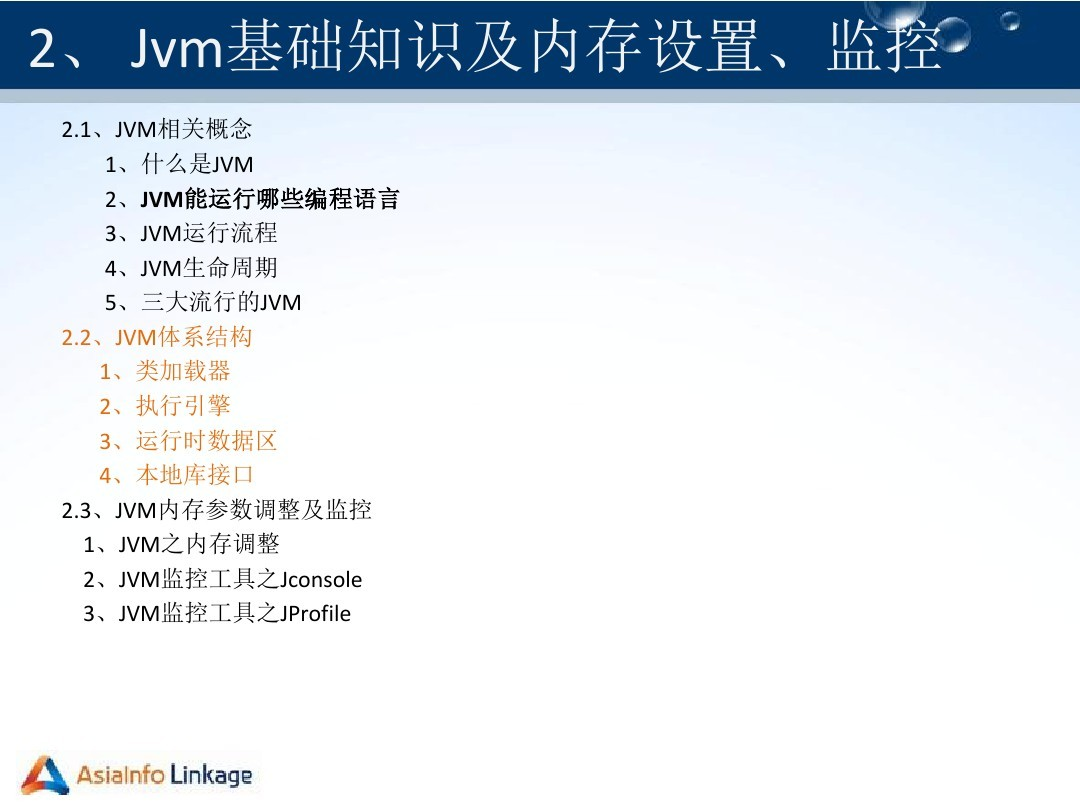 2、 Jvm基础知识及内存设置、监控
2.1、JVM相关概念
1、什么是JVM
2、JVM能运行哪些编程语言
3、JVM运行流程
4、JVM生命周期
5、三大流行的JVM
2.2、JVM体系结构
1、类加载器
2、执行引擎
3、运行时数据区
4、本地库接口
2.3、JVM内存参数调整及监控
1、JVM之内存调整
2、JVM监控工具之Jconsole
3、JVM监控工具之JProfile
AsiaInfo Linkage